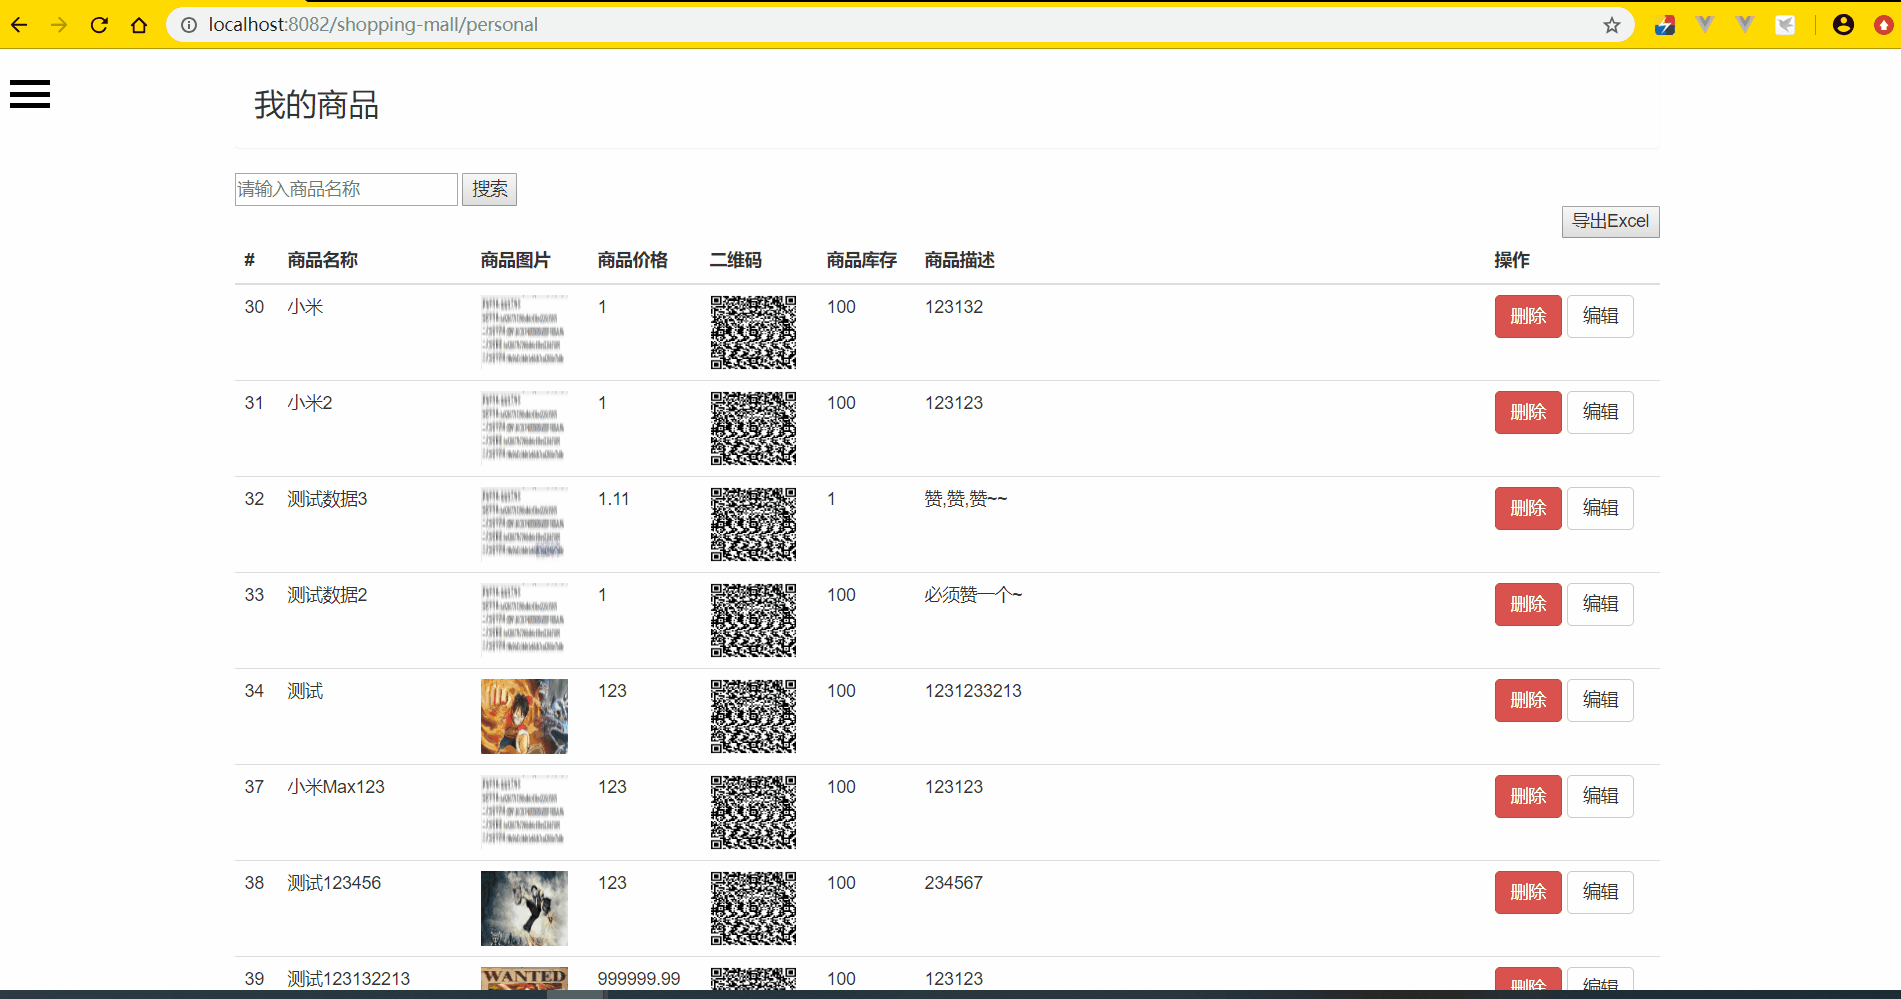 localhost:8082/shopping-mall/personal
我的商品
请输入商品名称 搜索
导出Excel
# 商品名称 商品图片 商品价格 二维码 商品库存 商品描述 操作
30 小米 1 100 123132 删除 编辑
31 小米2 1 100 123123 删除 编辑
32 测试数据3 1.11 1 赞,赞,赞~~ 删除 编辑
33 测试数据2 1 100 必须赞一个~ 删除 编辑
34 测试 123 100 1231233213 删除 编辑
37 小米Max123 123 100 123123 删除 编辑
38 测试123456 123 100 234567 删除 编辑
39 测试123132213 WANTED 999999.99 100 123123 删除 编辑